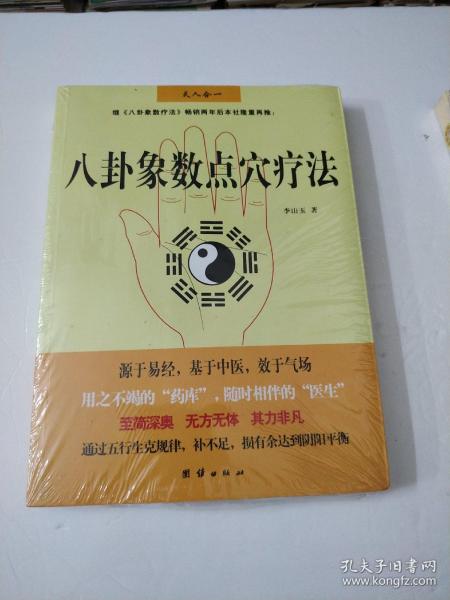 天人合一
继《八卦象数疗法》畅销两年后本社隆重再推：
八卦象数点穴疗法
李山玉 著
源于易经，基于中医，效于气场
用之不竭的“药库”，随时相伴的“医生”
至简深奥 无方无体 其力非凡
通过五行生克规律，补不足，损有余达到阴阳平衡
团结出版社
孔夫子旧书网
www.kongfz.com